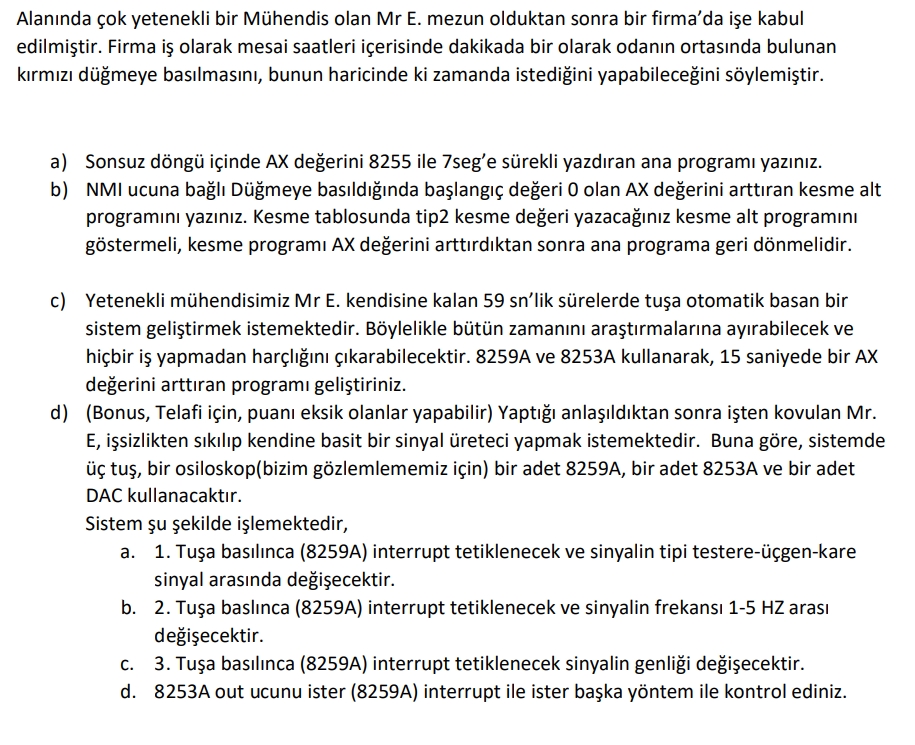 Alanında çok yetenekli bir Mühendis olan Mr E. mezun olduktan sonra bir firma’da işe kabul
edilmiştir. Firma iş olarak mesai saatleri içerisinde dakikada bir olarak odanın ortasında bulunan
kırmızı düğmeye basılmasını, bunun haricinde ki zamanda istediğini yapabileceğini söylemiştir.
a) Sonsuz döngü içinde AX değerini 8255 ile 7seg’e sürekli yazdıran ana programı yazınız.
b) NMI ucuna bağlı Düğmeye basıldığında başlangıç değeri 0 olan AX değerini arttıran kesme alt
programını yazınız. Kesme tablosunda tip2 kesme değeri yazacağınız kesme alt programını
göstermeli, kesme programı AX değerini arttırdıktan sonra ana programa geri dönmelidir.
c) Yetenekli mühendisimiz Mr E. kendisine kalan 59 sn’lik sürelerde tuşa otomatik basan bir
sistem geliştirmek istemektedir. Böylelikle bütün zamanını araştırmalarına ayırabilecek ve
hiçbir iş yapmadan harçlığını çıkarabilecektir. 8259A ve 8253A kullanarak, 15 saniyede bir AX
değerini arttıran programı geliştiriniz.
d) (Bonus, Telafi için, puanı eksik olanlar yapabilir) Yaptığı anlaşıldıktan sonra işten kovulan Mr.
E, işsizlikten sıkılıp kendine basit bir sinyal üreteci yapmak istemektedir. Buna göre, sistemde
üç tuş, bir osiloskop(bizim gözlemlememiz için) bir adet 8259A, bir adet 8253A ve bir adet
DAC kullanacaktır.
Sistem şu şekilde işlemektedir,
a. 1. Tuşa basılınca (8259A) interrupt tetiklenecek ve sinyalin tipi testere-üçgen-kare
sinyal arasında değişecektir.
b. 2. Tuşa baslınca (8259A) interrupt tetiklenecek ve sinyalin frekansı 1-5 HZ arası
değişecektir.
c. 3. Tuşa basılınca (8259A) interrupt tetiklenecek sinyalin genliği değişecektir.
d. 8253A out ucunu ister (8259A) interrupt ile ister başka yöntem ile kontrol ediniz.